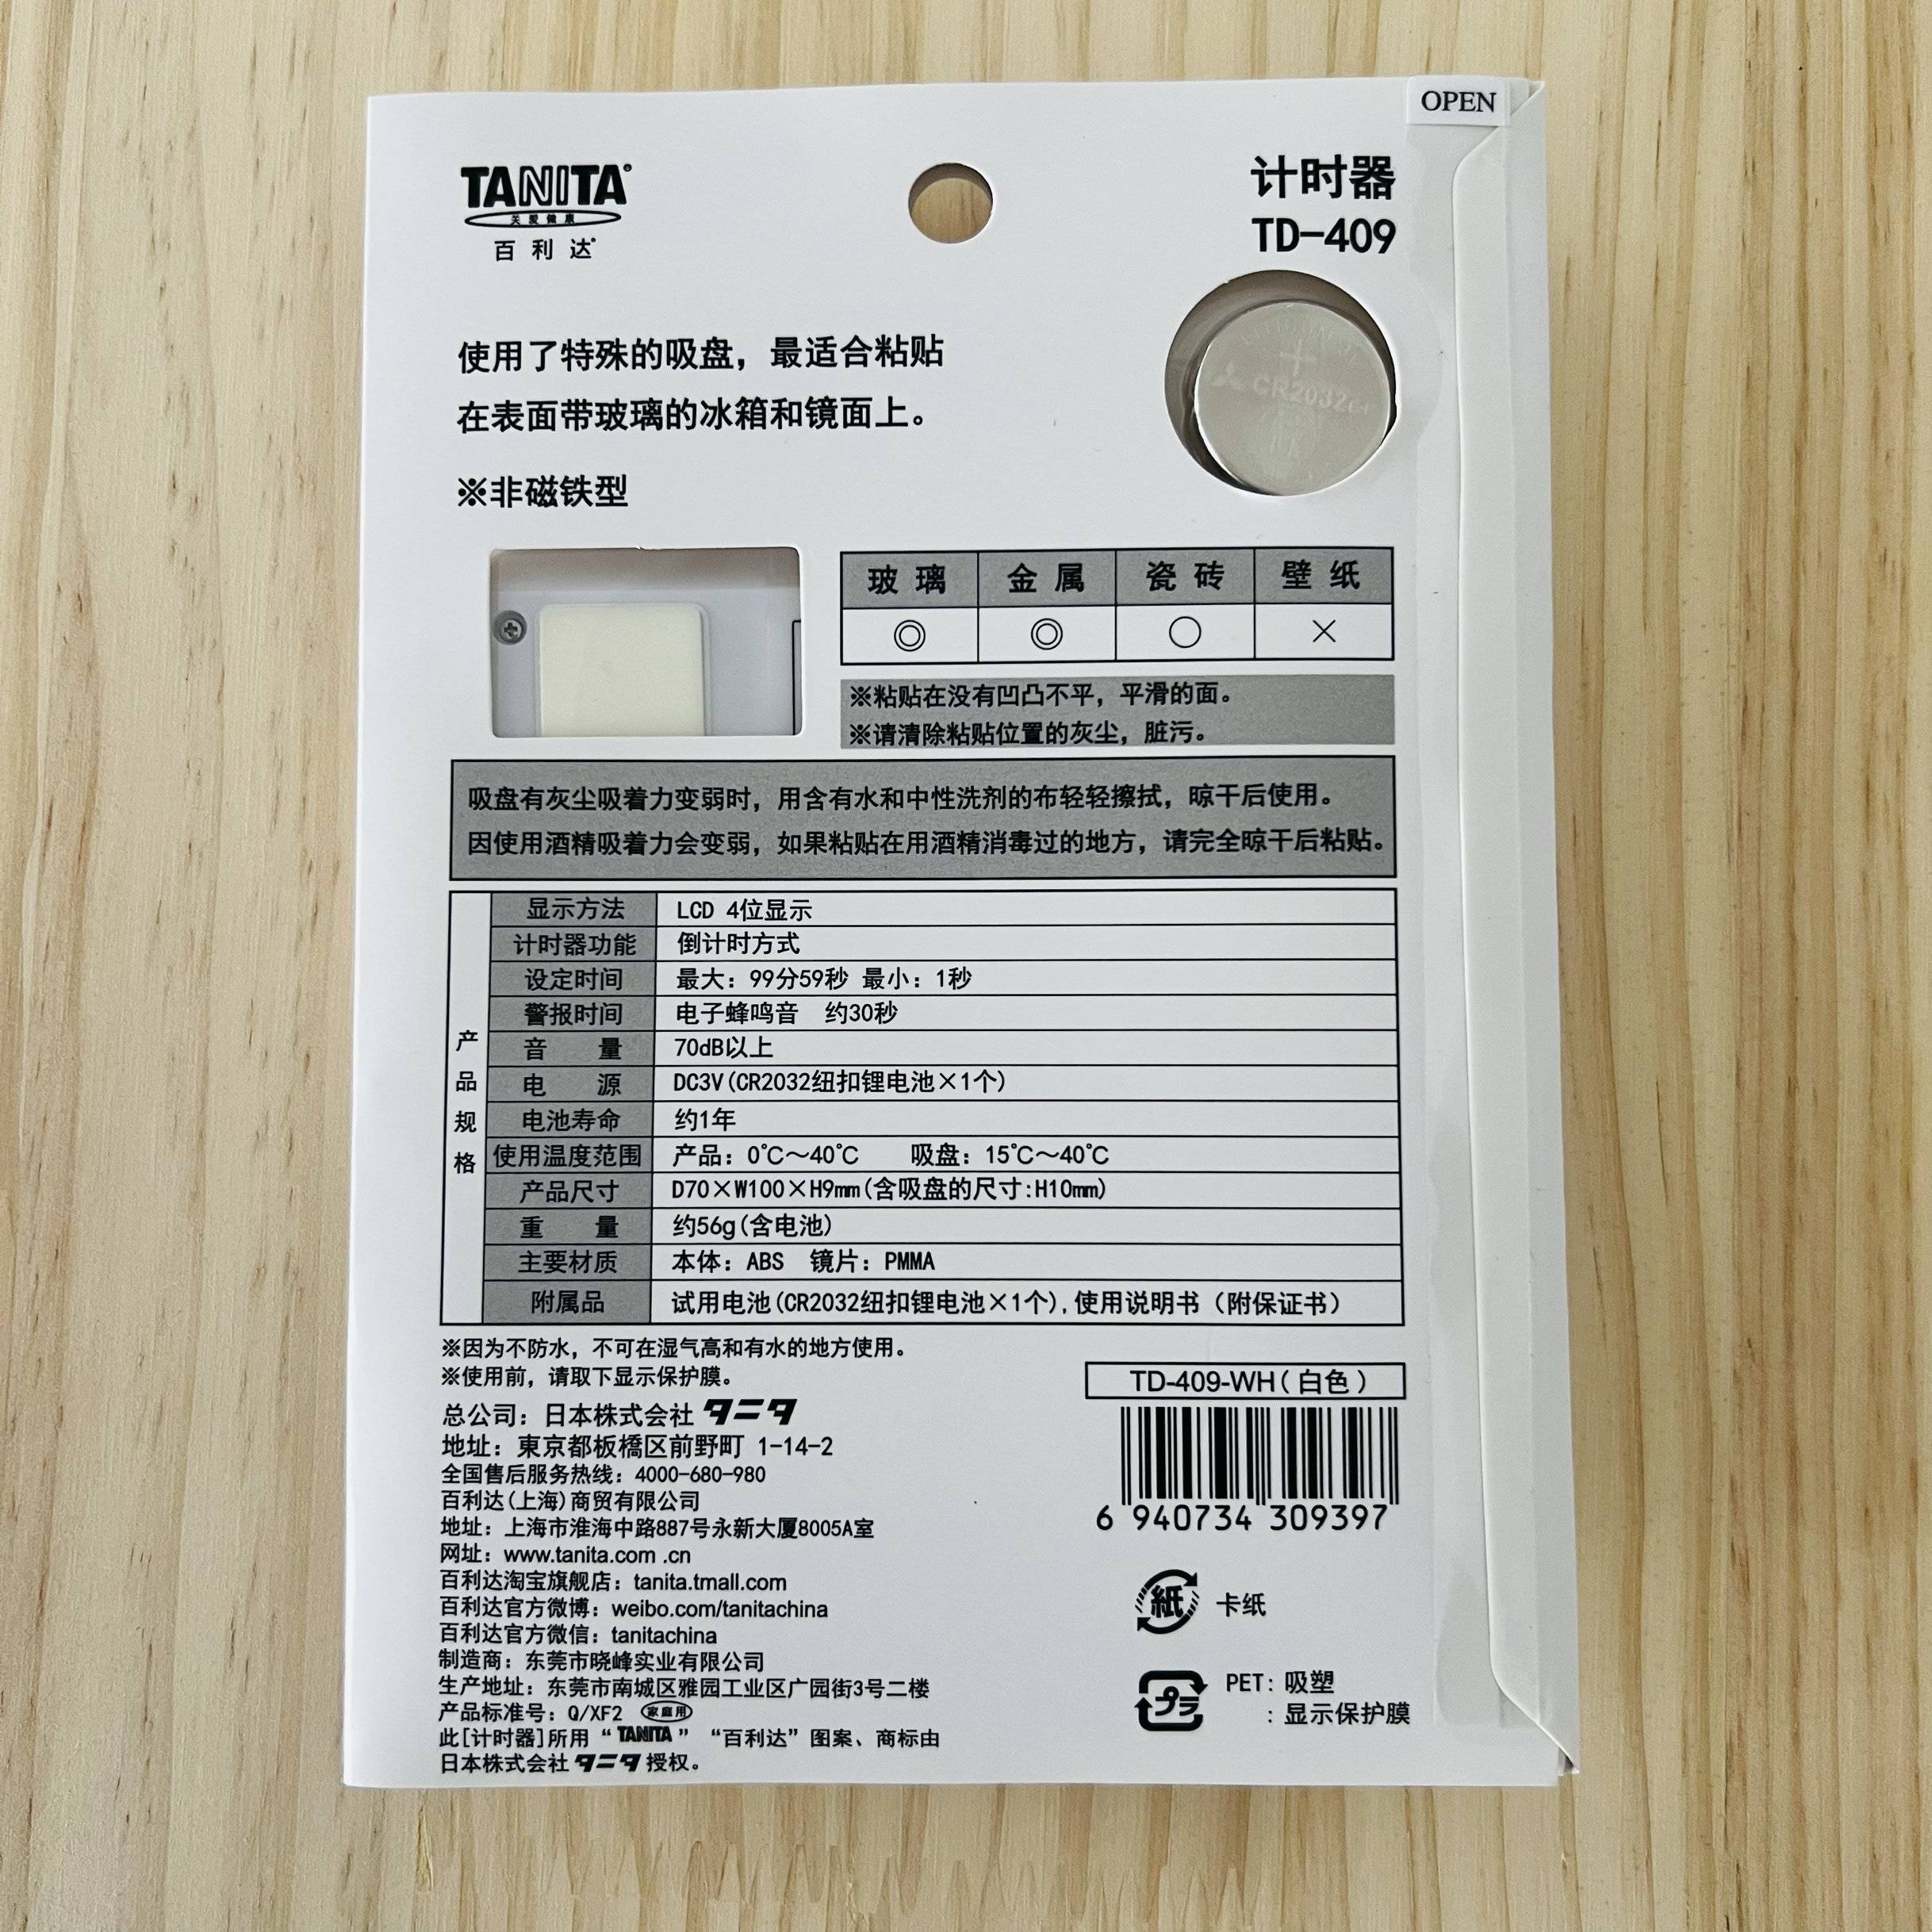 OPEN
TANITA
关爱健康
百利达
计时器
TD-409
CR2032
使用了特殊的吸盘，最适合粘贴
在表面带玻璃的冰箱和镜面上。
※非磁铁型
玻璃 金属 瓷砖 壁纸
◎ ◎ ○ ×
※粘贴在没有凹凸不平，平滑的面。
※请清除粘贴位置的灰尘，脏污。
吸盘有灰尘吸着力变弱时，用含有水和中性洗剂的布轻轻擦拭，晾干后使用。
因使用酒精吸着力会变弱，如果粘贴在用酒精消毒过的地方，请完全晾干后粘贴。
产品规格
显示方法 LCD 4位显示
计时器功能 倒计时方式
设定时间 最大：99分59秒 最小：1秒
警报时间 电子蜂鸣音 约30秒
音量 70dB以上
电源 DC3V(CR2032纽扣锂电池×1个)
电池寿命 约1年
使用温度范围 产品：0℃～40℃ 吸盘：15℃～40℃
产品尺寸 D70×W100×H9mm(含吸盘的尺寸:H10mm)
重量 约56g(含电池)
主要材质 本体：ABS 镜片：PMMA
附属品 试用电池(CR2032纽扣锂电池×1个),使用说明书（附保证书）
※因为不防水，不可在湿气高和有水的地方使用。
※使用前，请取下显示保护膜。
总公司：日本株式会社タニタ
地址：東京都板橋区前野町 1-14-2
全国售后服务热线：4000-680-980
百利达(上海)商贸有限公司
地址：上海市淮海中路887号永新大厦8005A室
网址：www.tanita.com .cn
百利达淘宝旗舰店：tanita.tmall.com
百利达官方微博：weibo.com/tanitachina
百利达官方微信：tanitachina
制造商：东莞市晓峰实业有限公司
生产地址：东莞市南城区雅园工业区广园街3号二楼
产品标准号：Q/XF2 家庭用
此[计时器]所用“TANITA”“百利达”图案、商标由
日本株式会社タニタ授权。
TD-409-WH(白色)
6 940734 309397
紙 卡纸
プラ PET：吸塑
：显示保护膜